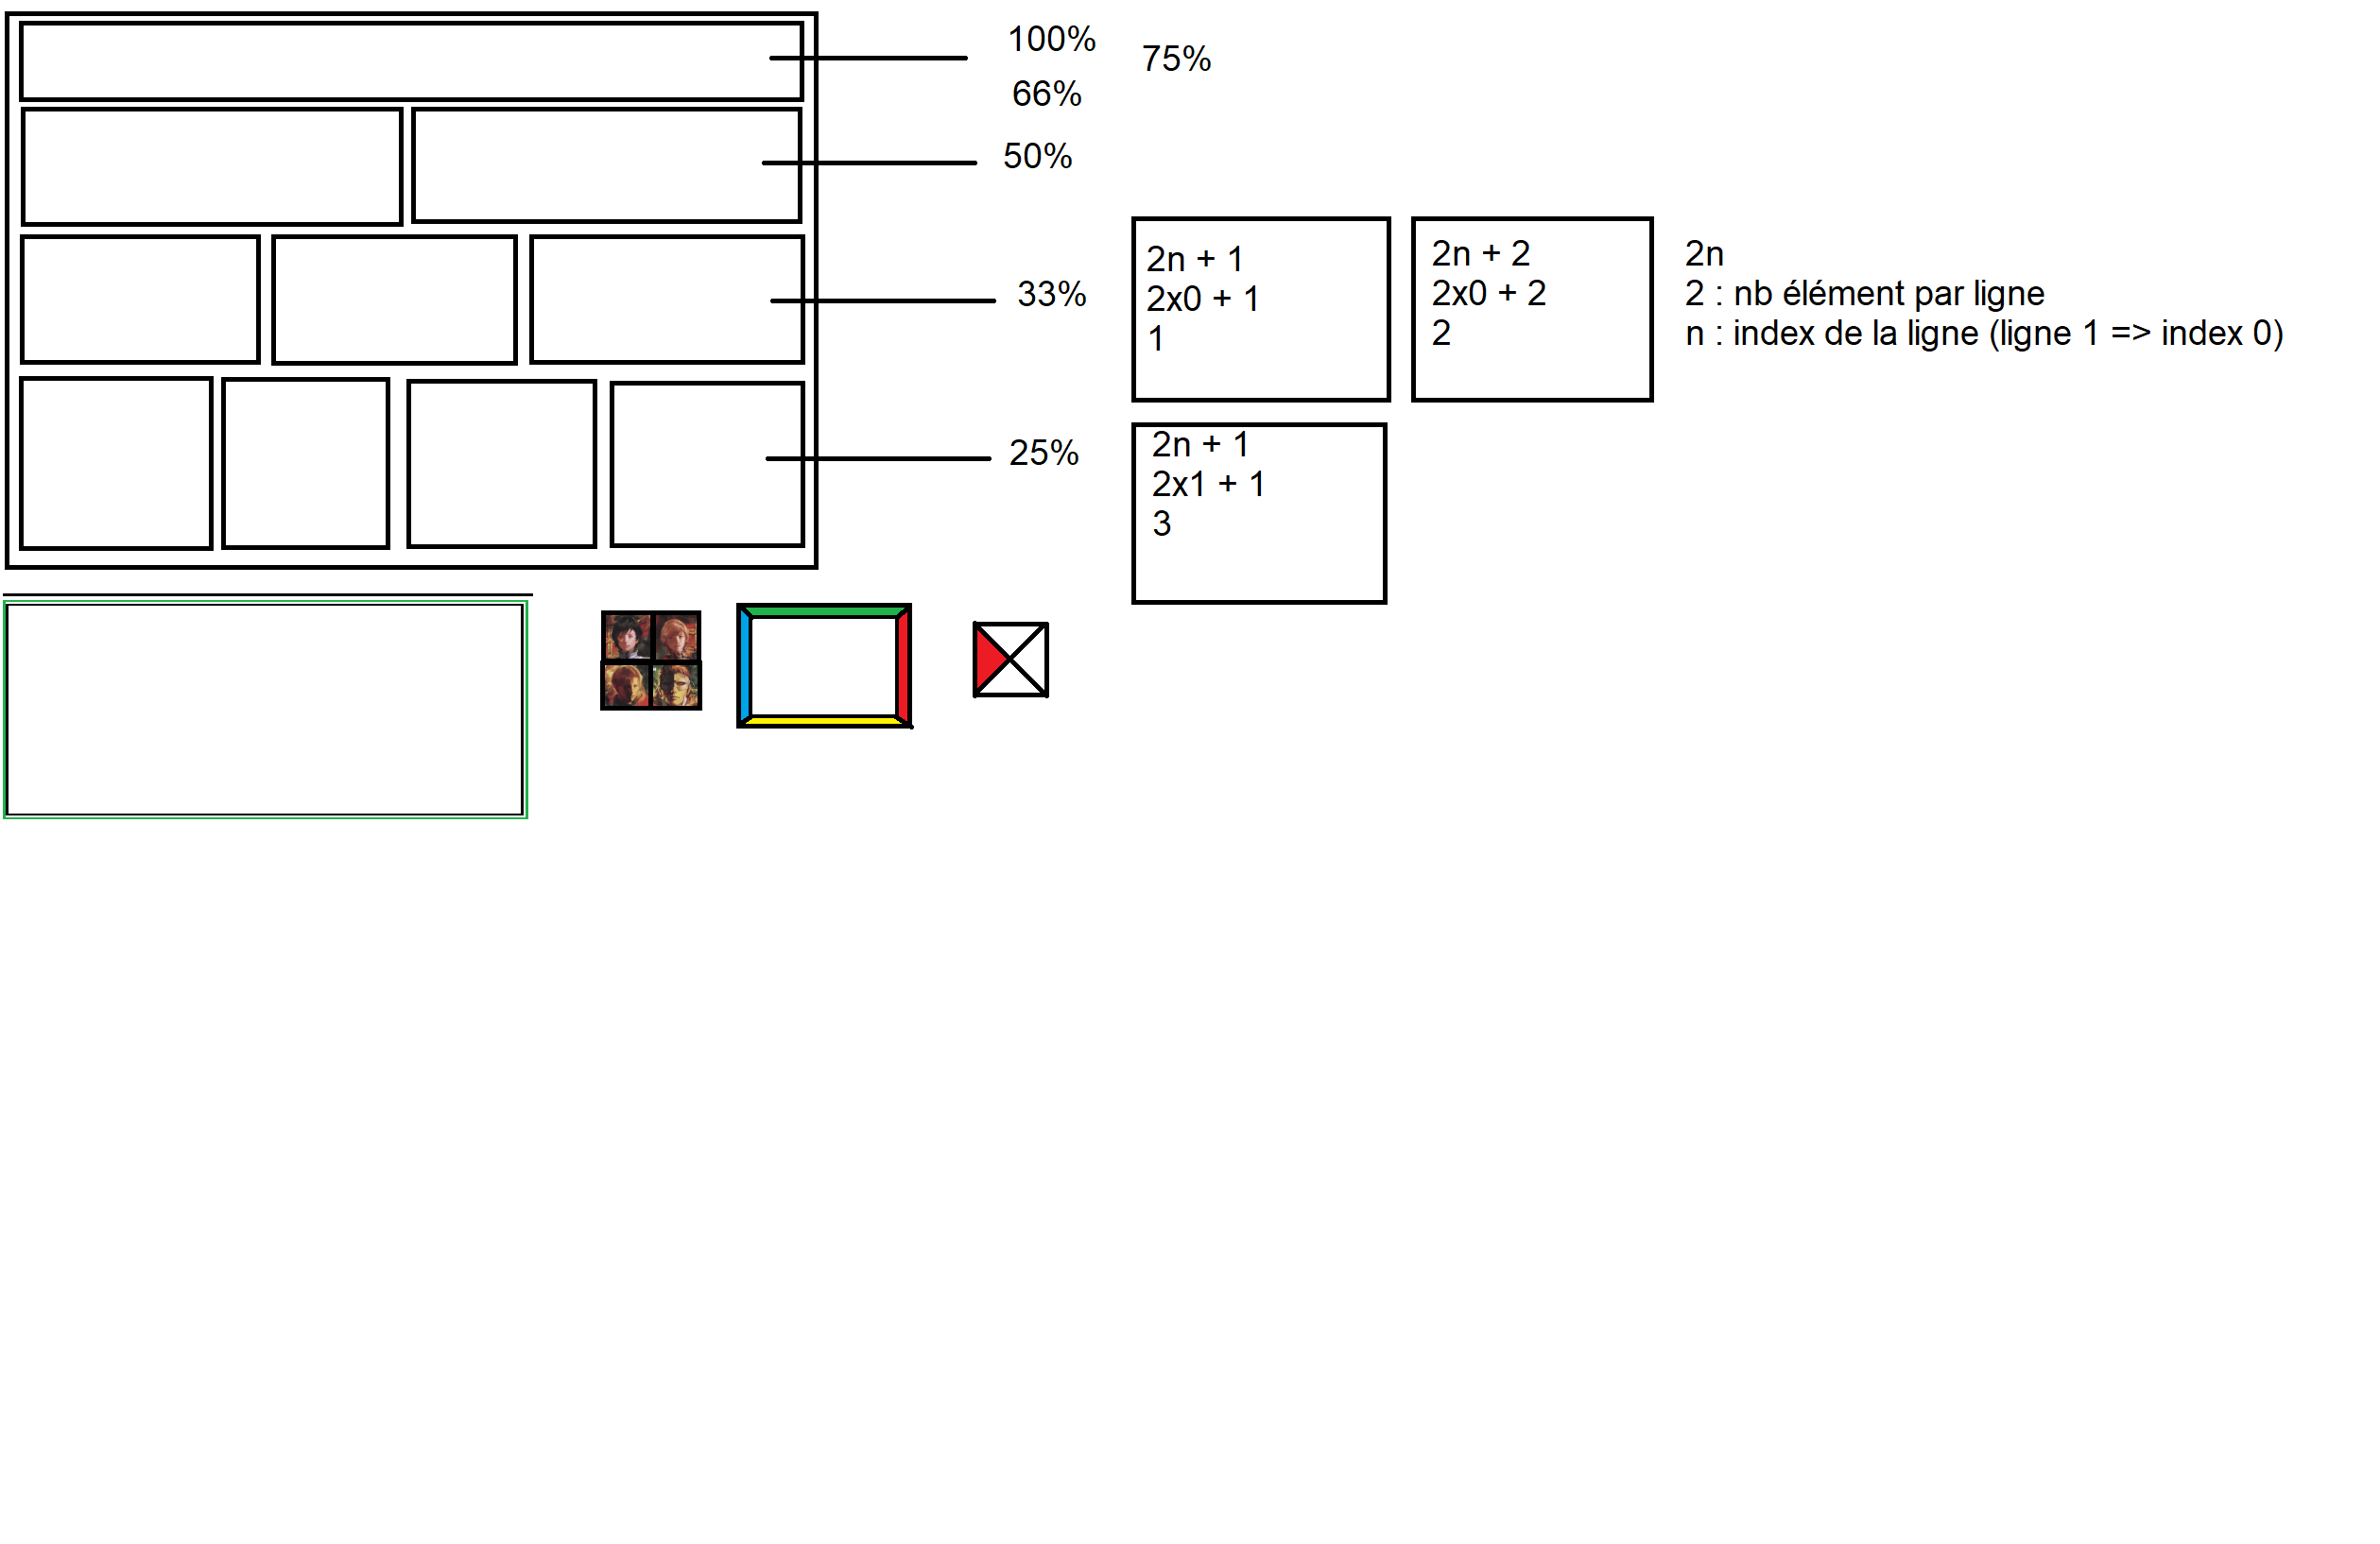 100%
75%
66%
50%
33%
25%
2n + 1
2x0 + 1
1
2n + 2
2x0 + 2
2
2n
2 : nb élément par ligne
n : index de la ligne (ligne 1 => index 0)
2n + 1
2x1 + 1
3